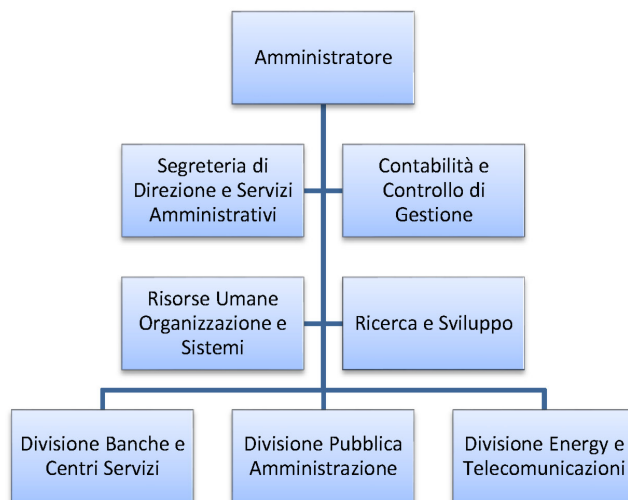 Amministratore
Segreteria di
Direzione e Servizi
Amministrativi
Contabilità e
Controllo di
Gestione
Risorse Umane
Organizzazione e
Sistemi
Ricerca e Sviluppo
Divisione Banche e
Centri Servizi
Divisione Pubblica
Amministrazione
Divisione Energy e
Telecomunicazioni